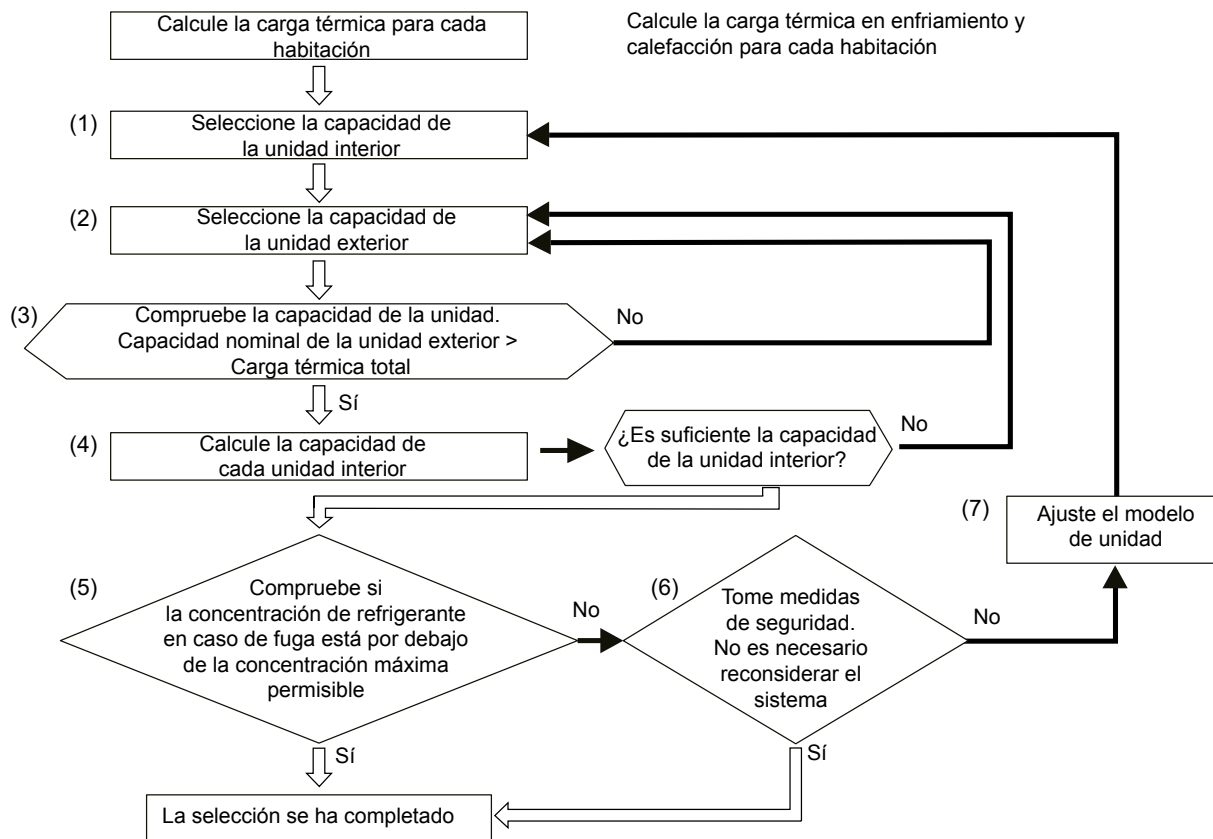 Calcule la carga térmica para cada
habitación
Calcule la carga térmica en enfriamiento y
calefacción para cada habitación
(1)
Seleccione la capacidad de
la unidad interior
(2)
Seleccione la capacidad de
la unidad exterior
(3)
Compruebe la capacidad de la unidad.
Capacidad nominal de la unidad exterior >
Carga térmica total
No
Sí
(4)
Calcule la capacidad de
cada unidad interior
¿Es suficiente la capacidad
de la unidad interior?
No
(7)
Ajuste el modelo
de unidad
(5)
Compruebe si
la concentración de refrigerante
en caso de fuga está por debajo
de la concentración máxima
permisible
No
(6)
Tome medidas
de seguridad.
No es necesario
reconsiderar el
sistema
No
Sí
Sí
La selección se ha completado